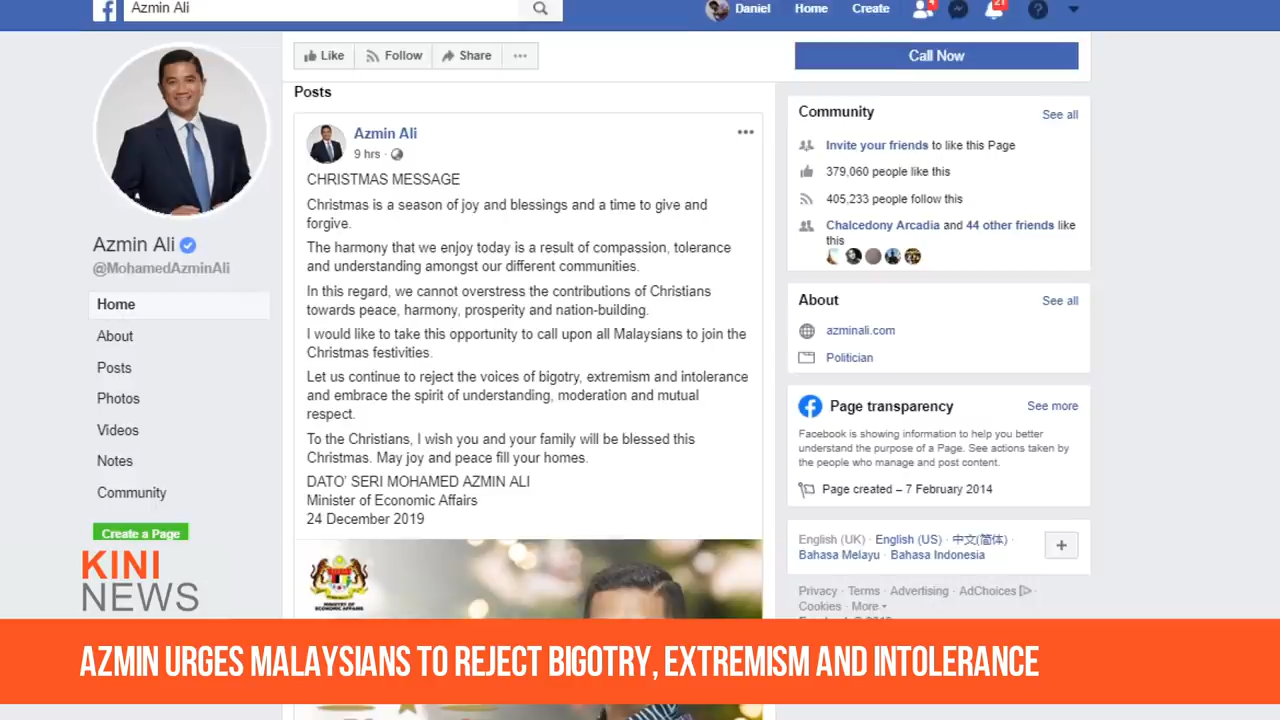 Azmin Ali
Daniel
Home
Create
4
21
Like
Follow
Share
Call Now
Azmin Ali
@MohamedAzminAli
Home
About
Posts
Photos
Videos
Notes
Community
Create a Page
Posts
Azmin Ali
9 hrs ·
CHRISTMAS MESSAGE
Christmas is a season of joy and blessings and a time to give and
forgive.
The harmony that we enjoy today is a result of compassion, tolerance
and understanding amongst our different communities.
In this regard, we cannot overstress the contributions of Christians
towards peace, harmony, prosperity and nation-building.
I would like to take this opportunity to call upon all Malaysians to join the
Christmas festivities.
Let us continue to reject the voices of bigotry, extremism and intolerance
and embrace the spirit of understanding, moderation and mutual
respect.
To the Christians, I wish you and your family will be blessed this
Christmas. May joy and peace fill your homes.
DATO' SERI MOHAMED AZMIN ALI
Minister of Economic Affairs
24 December 2019
MINISTRY OF
ECONOMIC AFFAIRS
Community
See all
Invite your friends to like this Page
379,060 people like this
405,233 people follow this
Chalcedony Arcadia and 44 other friends like
this
About
See all
azminali.com
Politician
Page transparency
See more
Facebook is showing information to help you better
understand the purpose of a Page. See actions taken by
the people who manage and post content.
Page created – 7 February 2014
English (UK) · English (US) · 中文(简体) ·
Bahasa Melayu · Bahasa Indonesia
Privacy · Terms · Advertising · AdChoices ·
Cookies · More
KINI
NEWS
AZMIN URGES MALAYSIANS TO REJECT BIGOTRY, EXTREMISM AND INTOLERANCE